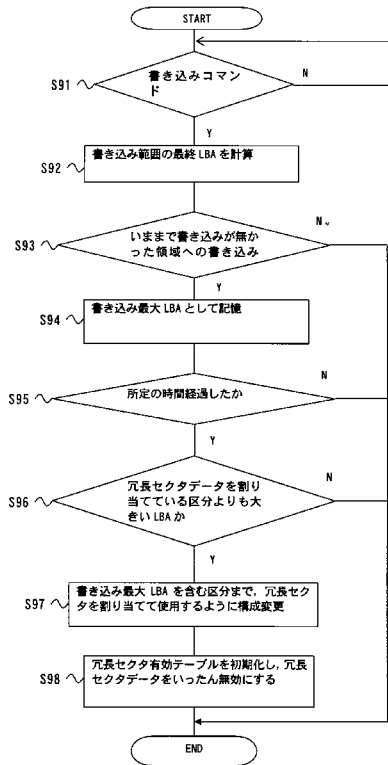 START
書き込みコマン
ド
N
S91
Y
書き込み範囲の最終 LBA を計算
S92
N
いままで書き込みが無か
った領域への書き込み
S93
Y
書き込み最大 LBA として記憶
S94
N
所定の時間経過したか
S95
Y
N
冗長セクタデータを割り
当てている区分よりも大
きい LBA か
S96
Y
書き込み最大 LBA を含む区分まで, 冗長セク
タを割り当てて使用するように構成変更
S97
冗長セクタ有効テーブルを初期化し, 冗長
セクタデータをいったん無効にする
S98
END